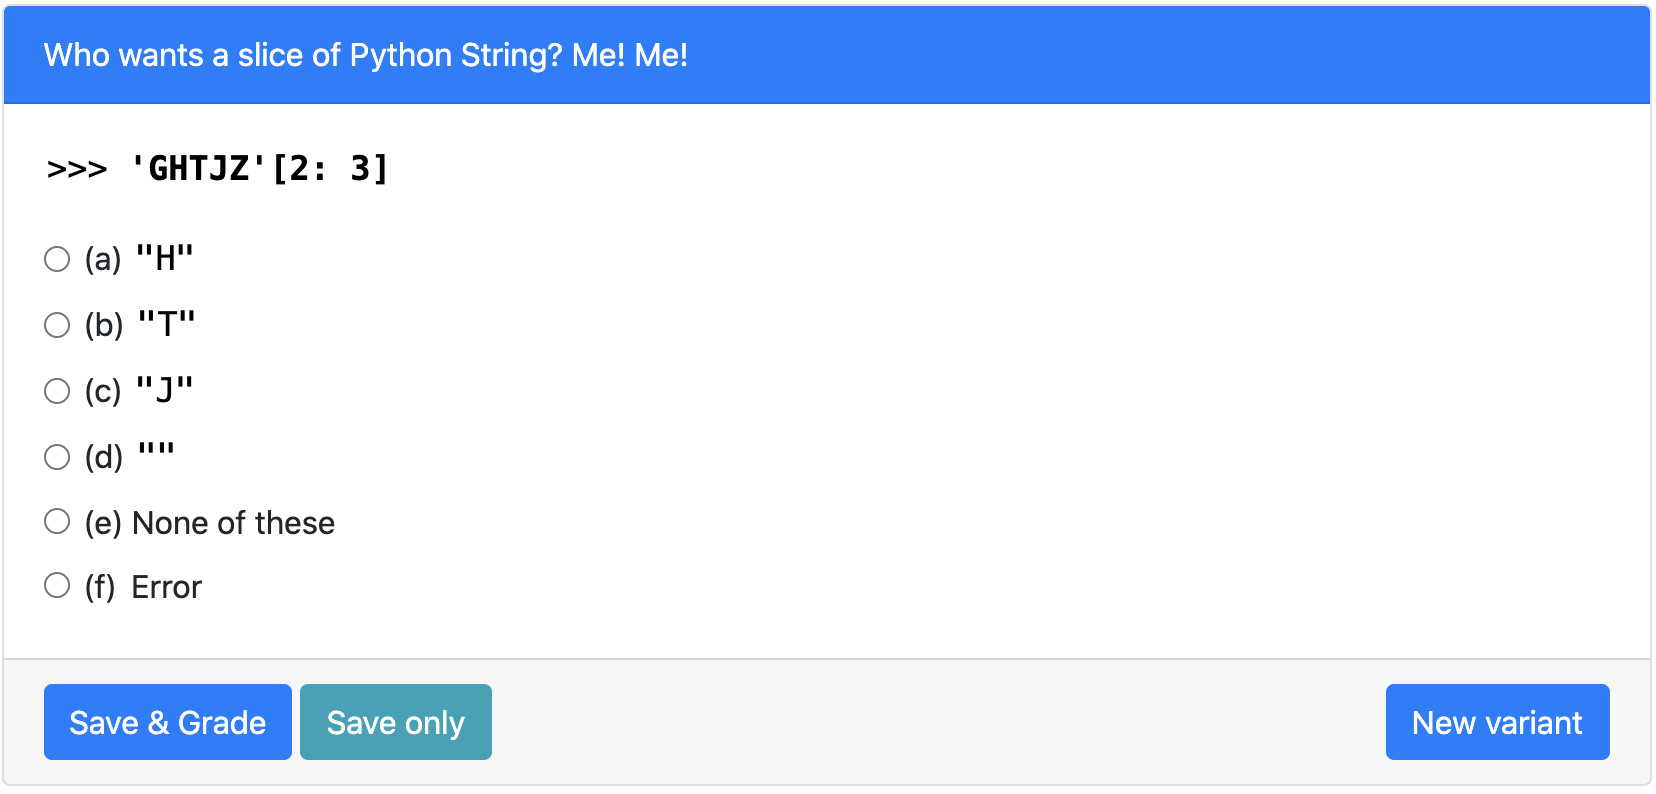 Who wants a slice of Python String? Me! Me!
>>> 'GHTJZ'[2: 3]
(a) "H"
(b) "T"
(c) "J"
(d) ""
(e) None of these
(f) Error
Save & Grade Save only New variant